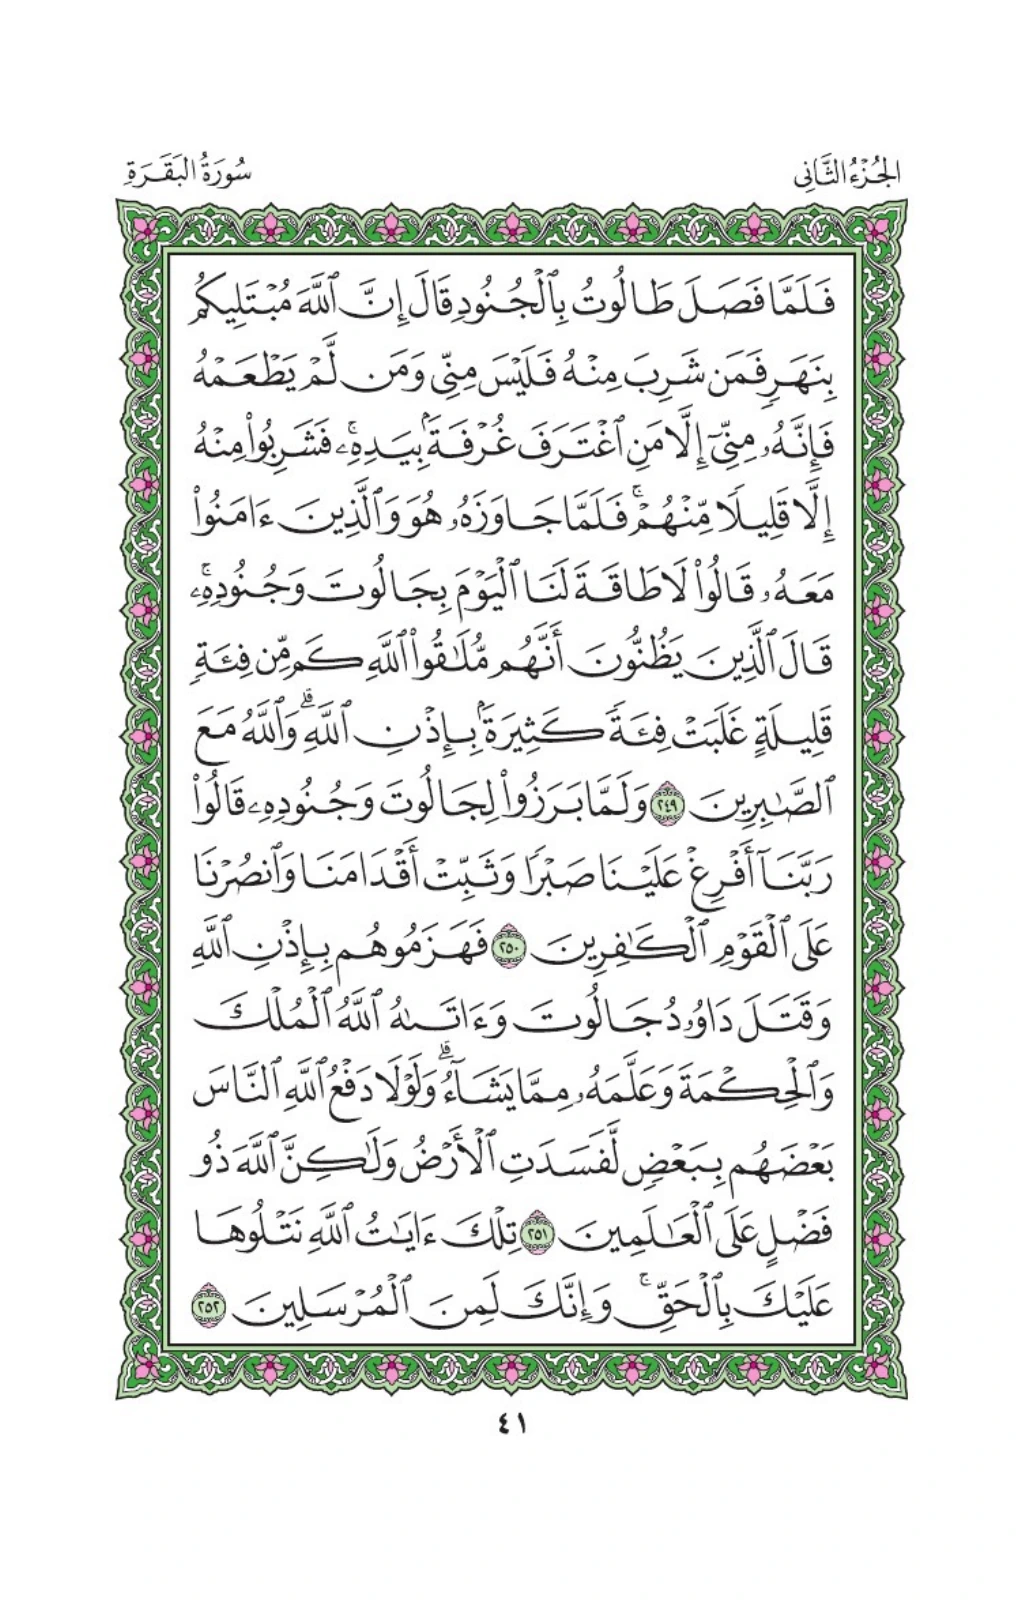 الجُزْءُ الثَّانِي
سُورَةُ البَقَرَةِ
فَلَمَّا فَصَلَ طَالُوتُ بِٱلْجُنُودِ قَالَ إِنَّ ٱللَّهَ مُبْتَلِيكُم
بِنَهَرٍ فَمَن شَرِبَ مِنْهُ فَلَيْسَ مِنِّي وَمَن لَّمْ يَطْعَمْهُ
فَإِنَّهُۥ مِنِّيٓ إِلَّا مَنِ ٱغْتَرَفَ غُرْفَةَۢ بِيَدِهِۦۚ فَشَرِبُوا۟ مِنْهُ
إِلَّا قَلِيلًا مِّنْهُمْۚ فَلَمَّا جَاوَزَهُۥ هُوَ وَٱلَّذِينَ ءَامَنُوا۟
مَعَهُۥ قَالُوا۟ لَا طَاقَةَ لَنَا ٱلْيَوْمَ بِجَالُوتَ وَجُنُودِهِۦۚ
قَالَ ٱلَّذِينَ يَظُنُّونَ أَنَّهُم مُّلَٰقُوا۟ ٱللَّهِ كَم مِّن فِئَةٍ
قَلِيلَةٍ غَلَبَتْ فِئَةً كَثِيرَةَۢ بِإِذْنِ ٱللَّهِۗ وَٱللَّهُ مَعَ
ٱلصَّٰبِرِينَ ٢٤٩ وَلَمَّا بَرَزُوا۟ لِجَالُوتَ وَجُنُودِهِۦ قَالُوا۟
رَبَّنَآ أَفْرِغْ عَلَيْنَا صَبْرًا وَثَبِّتْ أَقْدَامَنَا وَٱنصُرْنَا
عَلَى ٱلْقَوْمِ ٱلْكَٰفِرِينَ ٢٥٠ فَهَزَمُوهُم بِإِذْنِ ٱللَّهِ
وَقَتَلَ دَاوُۥدُ جَالُوتَ وَءَاتَىٰهُ ٱللَّهُ ٱلْمُلْكَ
وَٱلْحِكْمَةَ وَعَلَّمَهُۥ مِمَّا يَشَآءُۗ وَلَوْلَا دَفْعُ ٱللَّهِ ٱلنَّاسَ
بَعْضَهُم بِبَعْضٍ لَّفَسَدَتِ ٱلْأَرْضُ وَلَٰكِنَّ ٱللَّهَ ذُو
فَضْلٍ عَلَى ٱلْعَٰلَمِينَ ٢٥١ تِلْكَ ءَايَٰتُ ٱللَّهِ نَتْلُوهَا
عَلَيْكَ بِٱلْحَقِّۚ وَإِنَّكَ لَمِنَ ٱلْمُرْسَلِينَ ٢٥٢
٤١